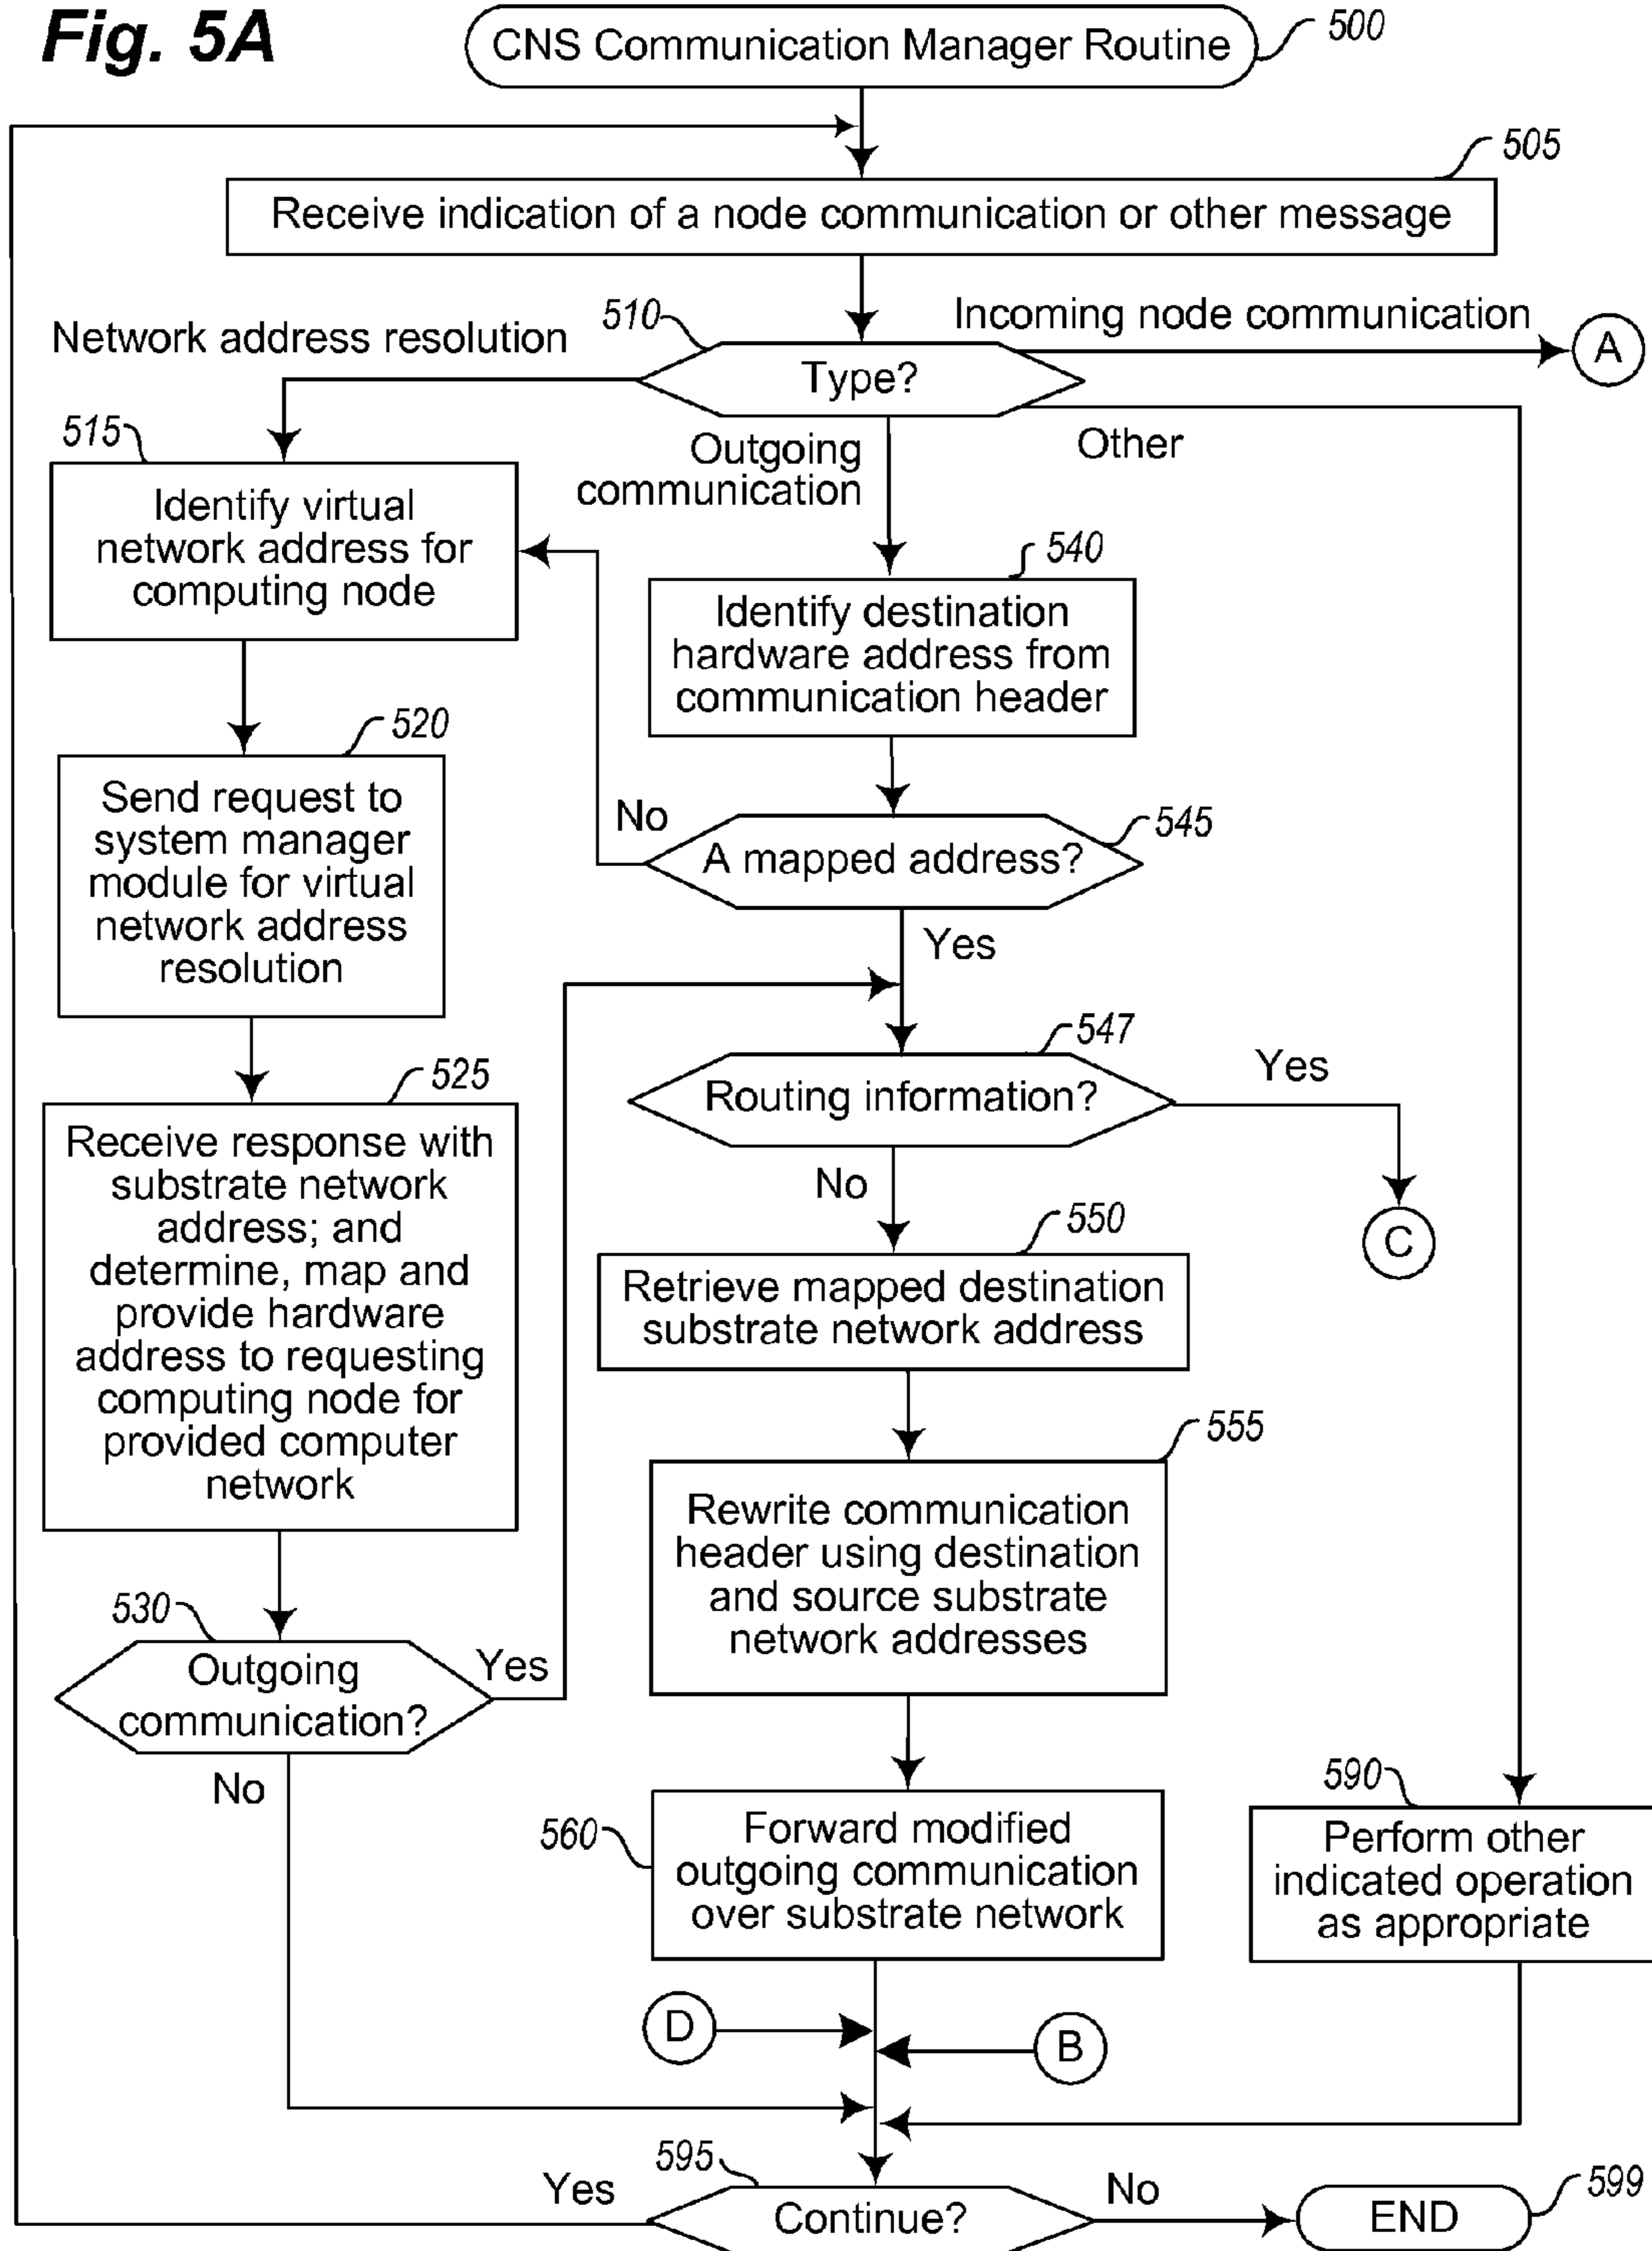 Fig. 5A
CNS Communication Manager Routine
500
505
Receive indication of a node communication or other message
Network address resolution
510
Incoming node communication
A
Type?
515
Outgoing
communication
Other
Identify virtual
network address for
computing node
540
Identify destination
hardware address from
communication header
520
Send request to
system manager
module for virtual
network address
resolution
No
545
A mapped address?
Yes
547
Routing information?
Yes
C
525
Receive response with
substrate network
address; and
determine, map and
provide hardware
address to requesting
computing node for
provided computer
network
No
550
Retrieve mapped destination
substrate network address
555
Rewrite communication
header using destination
and source substrate
network addresses
530
Outgoing
communication?
Yes
No
560
Forward modified
outgoing communication
over substrate network
590
Perform other
indicated operation
as appropriate
D
B
595
Yes
Continue?
No
END
599